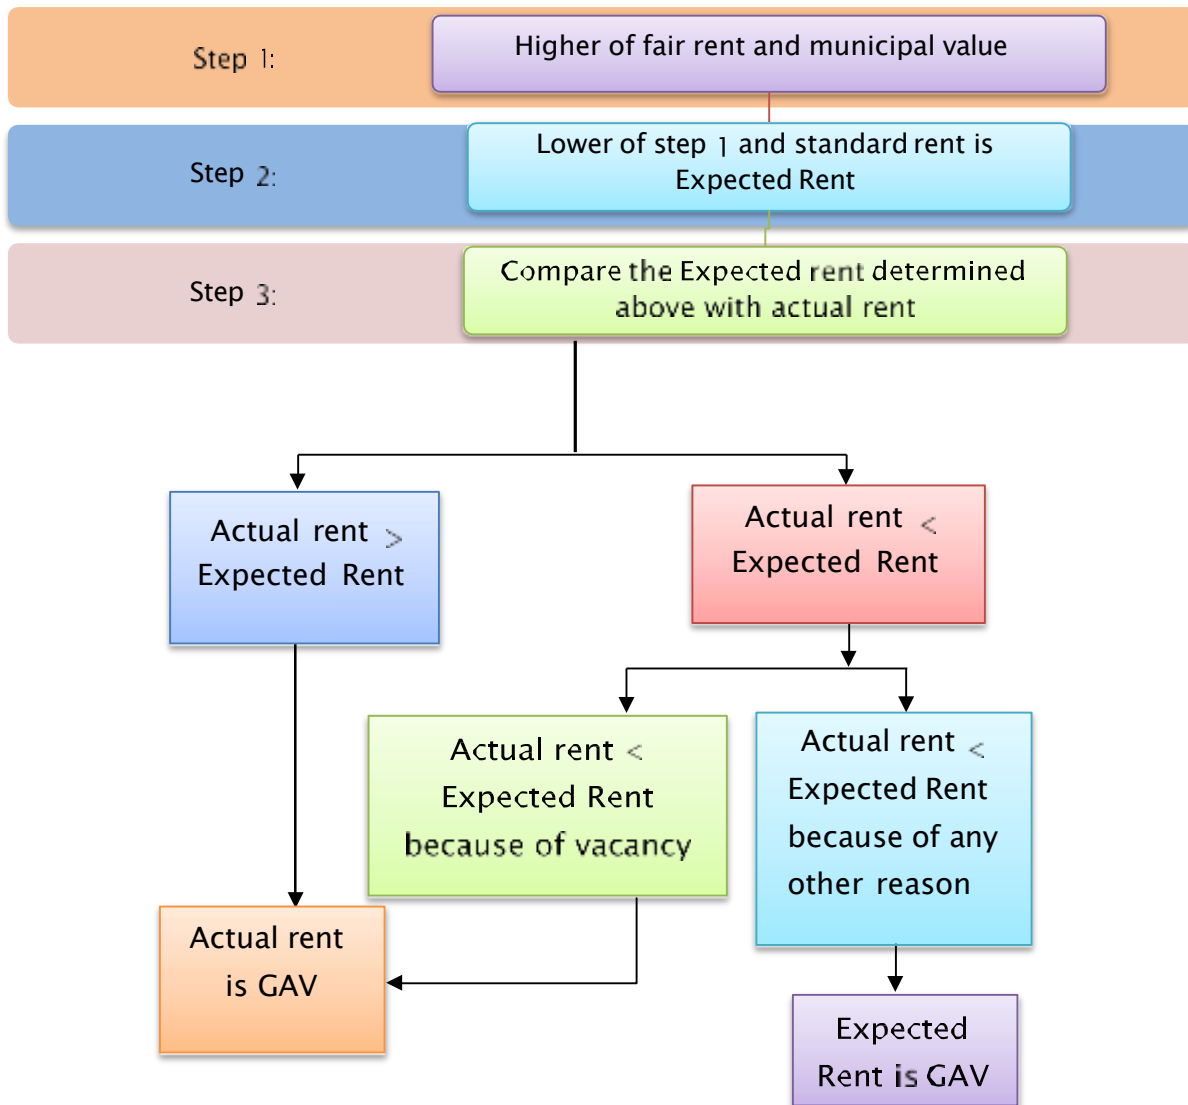 Step 1:
Higher of fair rent and municipal value
Step 2:
Lower of step 1 and standard rent is
Expected Rent
Step 3:
Compare the Expected rent determined
above with actual rent
Actual rent >
Expected Rent
Actual rent <
Expected Rent
Actual rent <
Expected Rent
because of vacancy
Actual rent <
Expected Rent
because of any
other reason
Actual rent
is GAV
Expected
Rent is GAV